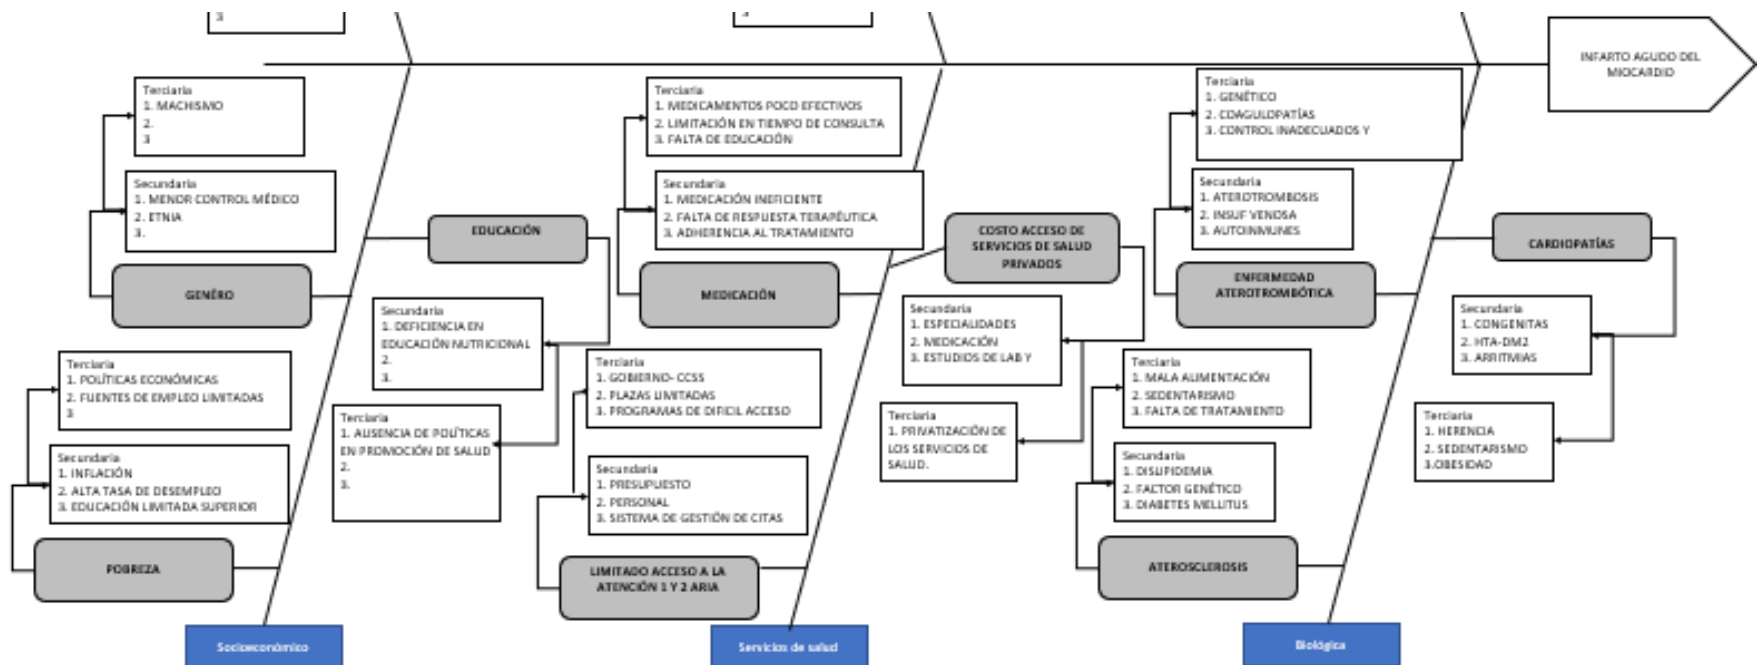 3
INFARTO AGUDO DEL
MIOCARDIO
Terciaria
1. MACHISMO
2.
3
Secundaria
1. MENOR CONTROL MÉDICO
2. ETNIA
3.
GENÉRO
Terciaria
1. POLÍTICAS ECONÓMICAS
2. FUENTES DE EMPLEO LIMITADAS
3
Secundaria
1. INFLACIÓN
2. ALTA TASA DE DESEMPLEO
3. EDUCACIÓN LIMITADA SUPERIOR
POBREZA
EDUCACIÓN
Secundaria
1. DEFICIENCIA EN
EDUCACIÓN NUTRICIONAL
2.
3.
Terciaria
1. AUSENCIA DE POLÍTICAS
EN PROMOCIÓN DE SALUD
2.
3.
Socioeconómico
Terciaria
1. MEDICAMENTOS POCO EFECTIVOS
2. LIMITACIÓN EN TIEMPO DE CONSULTA
3. FALTA DE EDUCACIÓN
Secundaria
1. MEDICACIÓN INEFICIENTE
2. FALTA DE RESPUESTA TERAPÉUTICA
3. ADHERENCIA AL TRATAMIENTO
MEDICACIÓN
Terciaria
1. GOBIERNO- CCSS
2. PLAZAS LIMITADAS
3. PROGRAMAS DE DIFICIL ACCESO
Secundaria
1. PRESUPUESTO
2. PERSONAL
3. SISTEMA DE GESTIÓN DE CITAS
LIMITADO ACCESO A LA
ATENCIÓN 1 Y 2 ARIA
COSTO ACCESO DE
SERVICIOS DE SALUD
PRIVADOS
Secundaria
1. ESPECIALIDADES
2. MEDICACIÓN
3. ESTUDIOS DE LAB Y
Terciaria
1. PRIVATIZACIÓN DE
LOS SERVICIOS DE
SALUD.
Servicios de salud
Terciaria
1. GENÉTICO
2. COAGULOPATÍAS
3. CONTROL INADECUADOS Y
Secundaria
1. ATEROTROMBOSIS
2. INSUF VENOSA
3. AUTOINMUNES
ENFERMEDAD
ATEROTROMBÓTICA
Terciaria
1. MALA ALIMENTACIÓN
2. SEDENTARISMO
3. FALTA DE TRATAMIENTO
Secundaria
1. DISLIPIDEMIA
2. FACTOR GENÉTICO
3. DIABETES MELLITUS
ATEROSCLEROSIS
CARDIOPATÍAS
Secundaria
1. CONGENITAS
2. HTA-DM2
3. ARRITMIAS
Terciaria
1. HERENCIA
2. SEDENTARISMO
3.OBESIDAD
Biológica